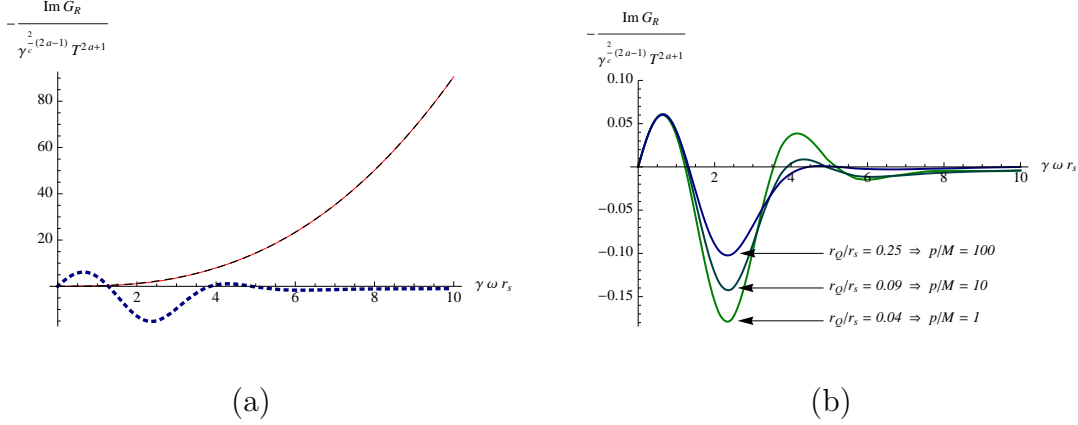 − Im G_R / γ^{2/c (2a−1)} T^{2a+1}
80
60
40
20
2 4 6 8 10
γ ω r_s
(a)
− Im G_R / γ^{2/c (2a−1)} T^{2a+1}
0.10
0.05
0.00
−0.05
−0.10
−0.15
2 4 6 8 10
γ ω r_s
r_Q/r_s = 0.25 ⇒ p/M = 100
r_Q/r_s = 0.09 ⇒ p/M = 10
r_Q/r_s = 0.04 ⇒ p/M = 1
(b)